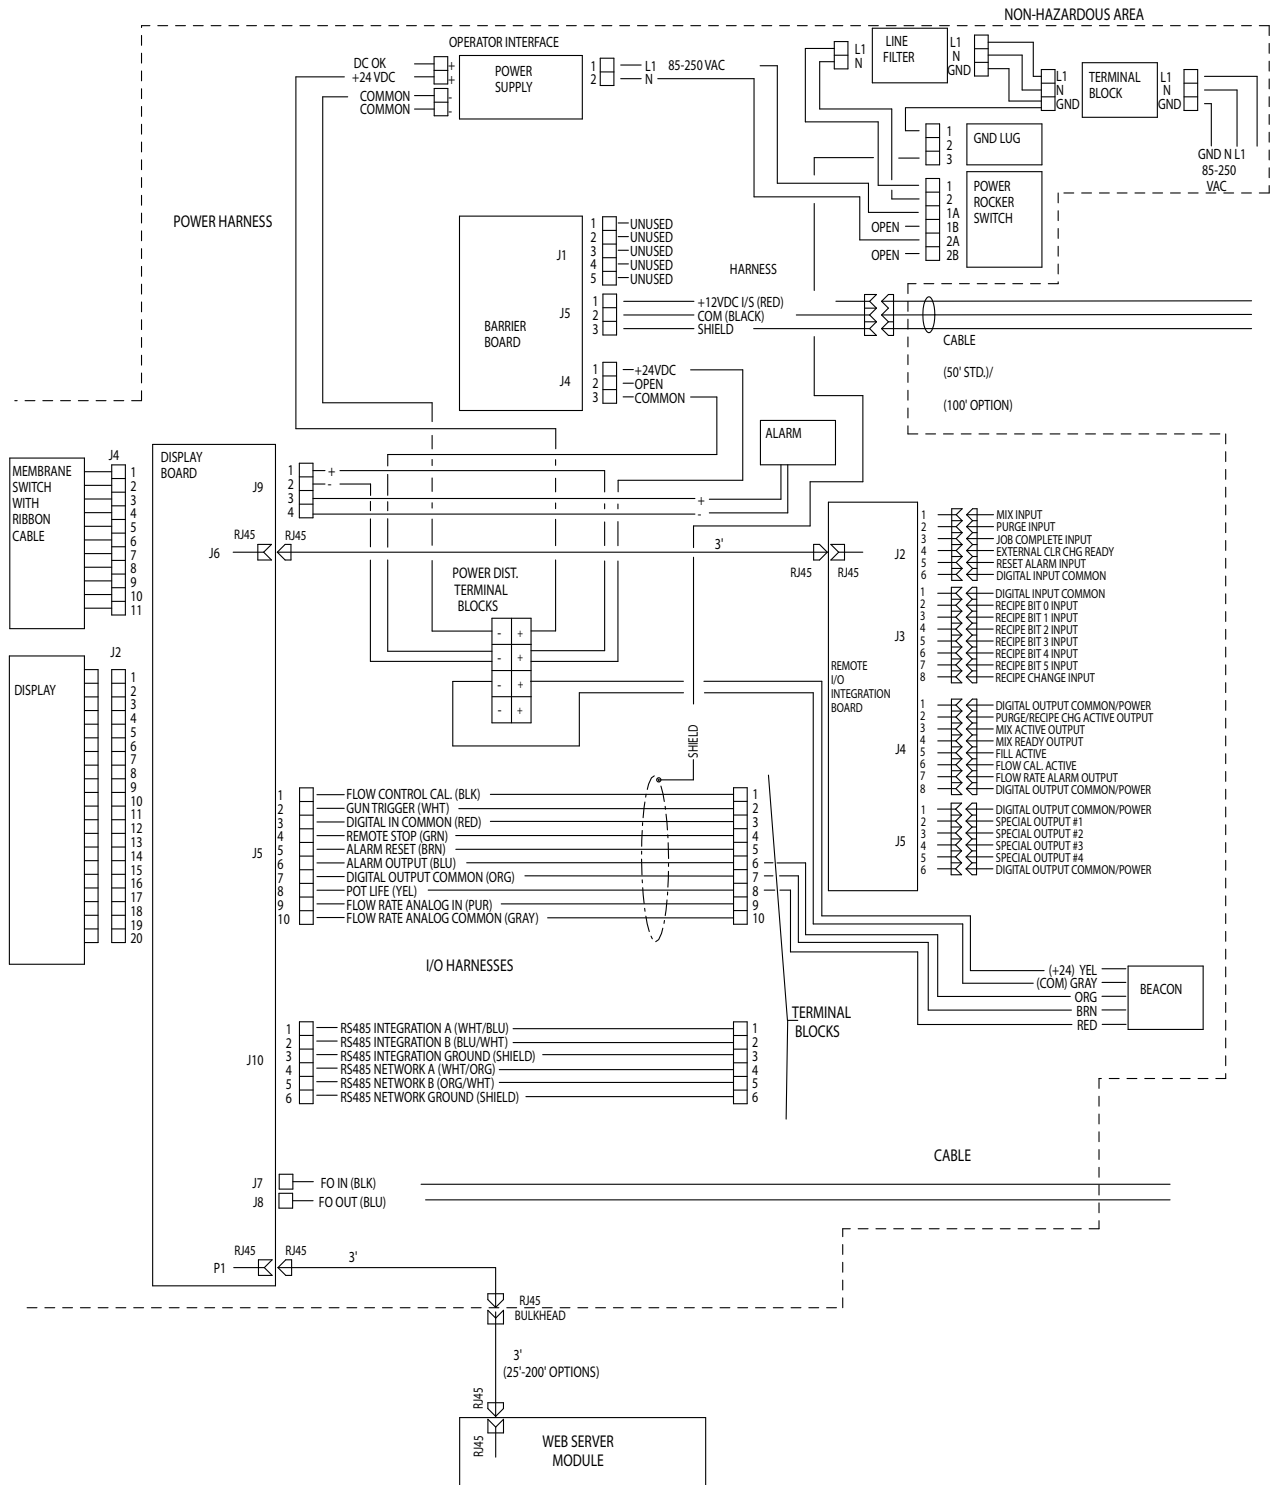 NON-HAZARDOUS AREA
OPERATOR INTERFACE
DC OK
+24 VDC
COMMON
COMMON
+
+
-
-
POWER
SUPPLY
1
2
L1
N
85-250 VAC
L1
N
LINE
FILTER
L1
N
GND
L1
N
GND
TERMINAL
BLOCK
L1
N
GND
GND N L1
85-250
VAC
1
2
3
GND LUG
1
2
1A
1B
2A
2B
OPEN
OPEN
POWER
ROCKER
SWITCH
POWER HARNESS
BARRIER
BOARD
J1
1 UNUSED
2 UNUSED
3 UNUSED
4 UNUSED
5 UNUSED
HARNESS
J5
1 +12VDC I/S (RED)
2 COM (BLACK)
3 SHIELD
J4
1 +24VDC
2 OPEN
3 COMMON
CABLE
(50' STD.)/
(100' OPTION)
ALARM
MEMBRANE
SWITCH
WITH
RIBBON
CABLE
J4
1
2
3
4
5
6
7
8
9
10
11
DISPLAY
BOARD
J9
1 +
2 -
3
4
+
-
J6
RJ45
RJ45
3'
RJ45
RJ45
POWER DIST.
TERMINAL
BLOCKS
- +
- +
- +
- +
SHIELD
REMOTE
I/O
INTEGRATION
BOARD
J2
1 MIX INPUT
2 PURGE INPUT
3 JOB COMPLETE INPUT
4 EXTERNAL CLR CHG READY
5 RESET ALARM INPUT
6 DIGITAL INPUT COMMON
J3
1 DIGITAL INPUT COMMON
2 RECIPE BIT 0 INPUT
3 RECIPE BIT 1 INPUT
4 RECIPE BIT 2 INPUT
5 RECIPE BIT 3 INPUT
6 RECIPE BIT 4 INPUT
7 RECIPE BIT 5 INPUT
8 RECIPE CHANGE INPUT
J4
1 DIGITAL OUTPUT COMMON/POWER
2 PURGE/RECIPE CHG ACTIVE OUTPUT
3 MIX ACTIVE OUTPUT
4 MIX READY OUTPUT
5 FILL ACTIVE
6 FLOW CAL. ACTIVE
7 FLOW RATE ALARM OUTPUT
8 DIGITAL OUTPUT COMMON/POWER
J5
1 DIGITAL OUTPUT COMMON/POWER
2 SPECIAL OUTPUT #1
3 SPECIAL OUTPUT #2
4 SPECIAL OUTPUT #3
5 SPECIAL OUTPUT #4
6 DIGITAL OUTPUT COMMON/POWER
DISPLAY
J2
1
2
3
4
5
6
7
8
9
10
11
12
13
14
15
16
17
18
19
20
J5
1 FLOW CONTROL CAL. (BLK) 1
2 GUN TRIGGER (WHT) 2
3 DIGITAL IN COMMON (RED) 3
4 REMOTE STOP (GRN) 4
5 ALARM RESET (BRN) 5
6 ALARM OUTPUT (BLU) 6
7 DIGITAL OUTPUT COMMON (ORG) 7
8 POT LIFE (YEL) 8
9 FLOW RATE ANALOG IN (PUR) 9
10 FLOW RATE ANALOG COMMON (GRAY) 10
I/O HARNESSES
TERMINAL
BLOCKS
(+24) YEL
(COM) GRAY
ORG
BRN
RED
BEACON
J10
1 RS485 INTEGRATION A (WHT/BLU) 1
2 RS485 INTEGRATION B (BLU/WHT) 2
3 RS485 INTEGRATION GROUND (SHIELD) 3
4 RS485 NETWORK A (WHT/ORG) 4
5 RS485 NETWORK B (ORG/WHT) 5
6 RS485 NETWORK GROUND (SHIELD) 6
CABLE
J7 FO IN (BLK)
J8 FO OUT (BLU)
P1
RJ45
RJ45
3'
RJ45
BULKHEAD
3'
(25'-200' OPTIONS)
RJ45
RJ45
WEB SERVER
MODULE